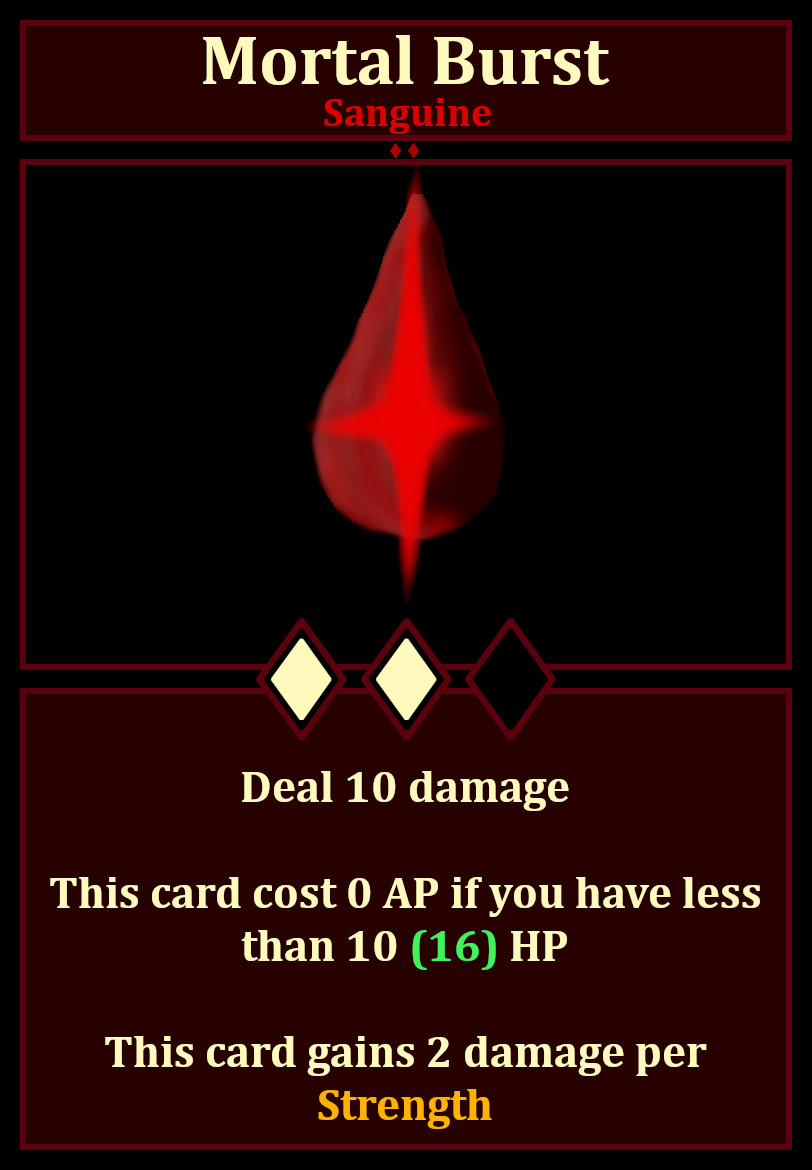 Mortal Burst
Sanguine
Deal 10 damage
This card cost 0 AP if you have less
than 10 (16) HP
This card gains 2 damage per
Strength